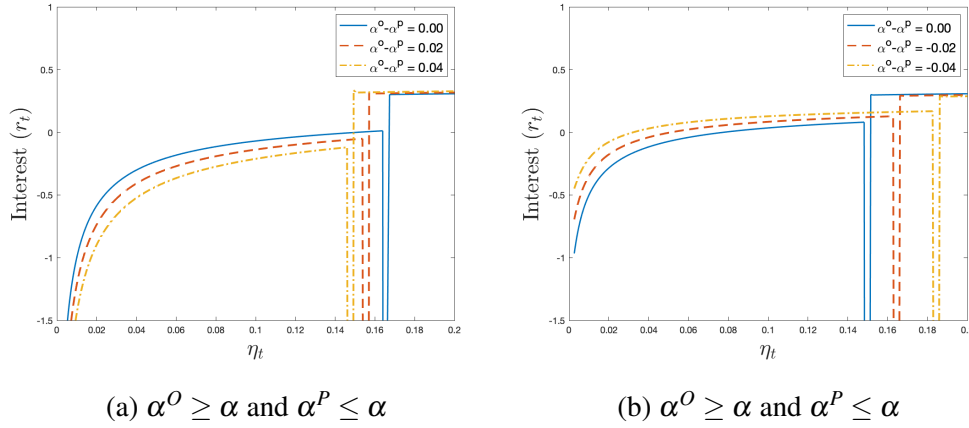 α^o-α^p = 0.00
α^o-α^p = 0.02
α^o-α^p = 0.04
1
0.5
0
-0.5
-1
-1.5
Interest (r_t)
0 0.02 0.04 0.06 0.08 0.1 0.12 0.14 0.16 0.18 0.2
η_t
(a) α^O ≥ α and α^P ≤ α
α^o-α^p = 0.00
α^o-α^p = -0.02
α^o-α^p = -0.04
1
0.5
0
-0.5
-1
-1.5
Interest (r_t)
0 0.02 0.04 0.06 0.08 0.1 0.12 0.14 0.16 0.18 0.2
η_t
(b) α^O ≥ α and α^P ≤ α